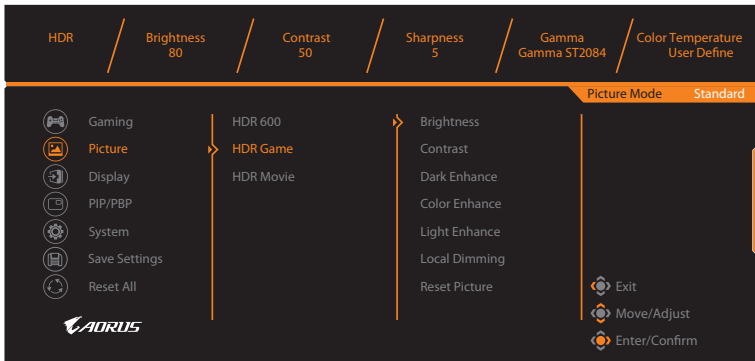 HDR
Brightness
80
Contrast
50
Sharpness
5
Gamma
Gamma ST2084
Color Temperature
User Define
Picture Mode Standard
Gaming
Picture
Display
PIP/PBP
System
Save Settings
Reset All
HDR 600
HDR Game
HDR Movie
Brightness
Contrast
Dark Enhance
Color Enhance
Light Enhance
Local Dimming
Reset Picture
Exit
Move/Adjust
Enter/Confirm
AORUS